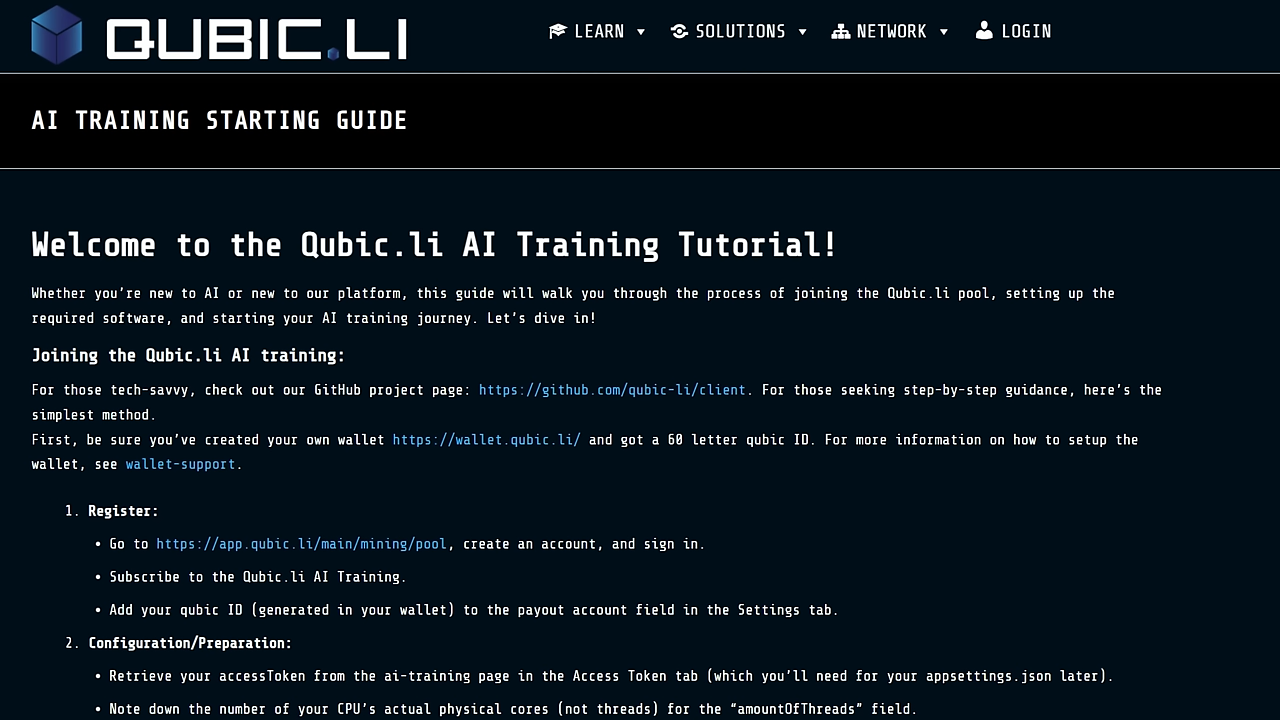 QUBIC.LI
LEARN SOLUTIONS NETWORK LOGIN
AI TRAINING STARTING GUIDE
Welcome to the Qubic.li AI Training Tutorial!
Whether you’re new to AI or new to our platform, this guide will walk you through the process of joining the Qubic.li pool, setting up the
required software, and starting your AI training journey. Let’s dive in!
Joining the Qubic.li AI training:
For those tech-savvy, check out our GitHub project page: https://github.com/qubic-li/client. For those seeking step-by-step guidance, here’s the
simplest method.
First, be sure you’ve created your own wallet https://wallet.qubic.li/ and got a 60 letter qubic ID. For more information on how to setup the
wallet, see wallet-support.
1. Register:
• Go to https://app.qubic.li/main/mining/pool, create an account, and sign in.
• Subscribe to the Qubic.li AI Training.
• Add your qubic ID (generated in your wallet) to the payout account field in the Settings tab.
2. Configuration/Preparation:
• Retrieve your accessToken from the ai-training page in the Access Token tab (which you’ll need for your appsettings.json later).
• Note down the number of your CPU’s actual physical cores (not threads) for the “amountOfThreads” field.